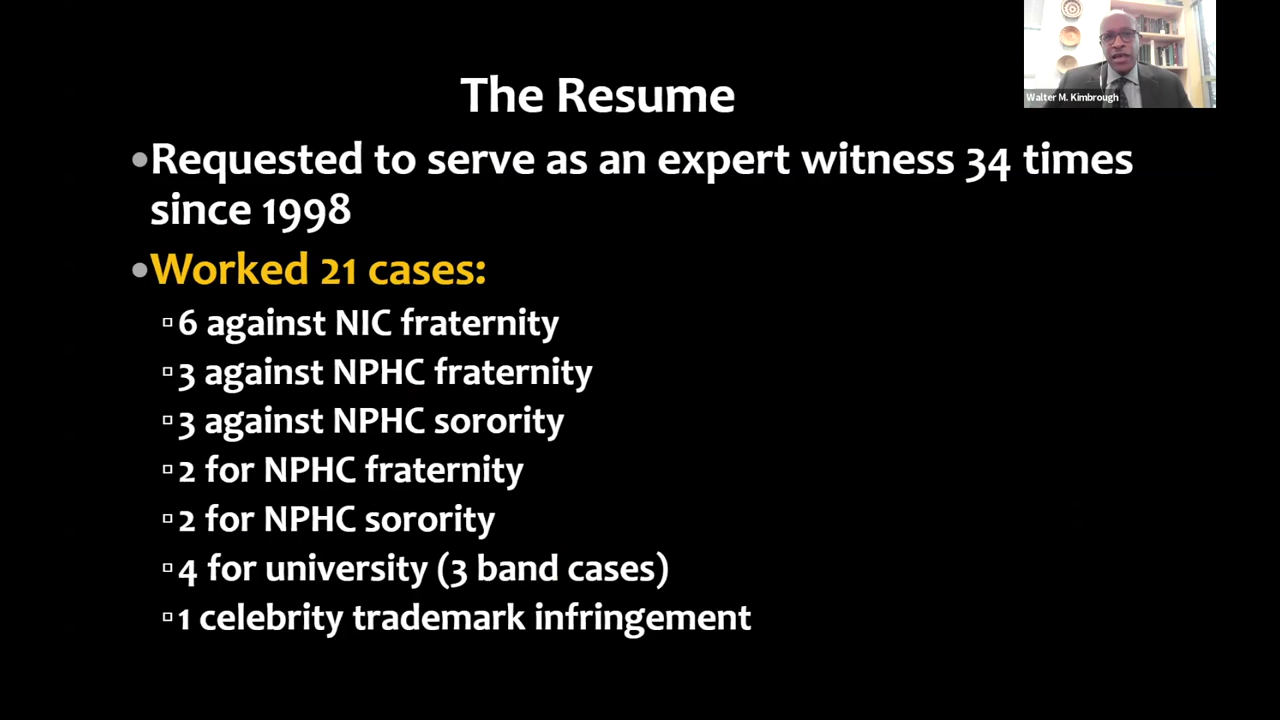 Walter M. Kimbrough
The Resume
•Requested to serve as an expert witness 34 times
since 1998
•Worked 21 cases:
▫6 against NIC fraternity
▫3 against NPHC fraternity
▫3 against NPHC sorority
▫2 for NPHC fraternity
▫2 for NPHC sorority
▫4 for university (3 band cases)
▫1 celebrity trademark infringement